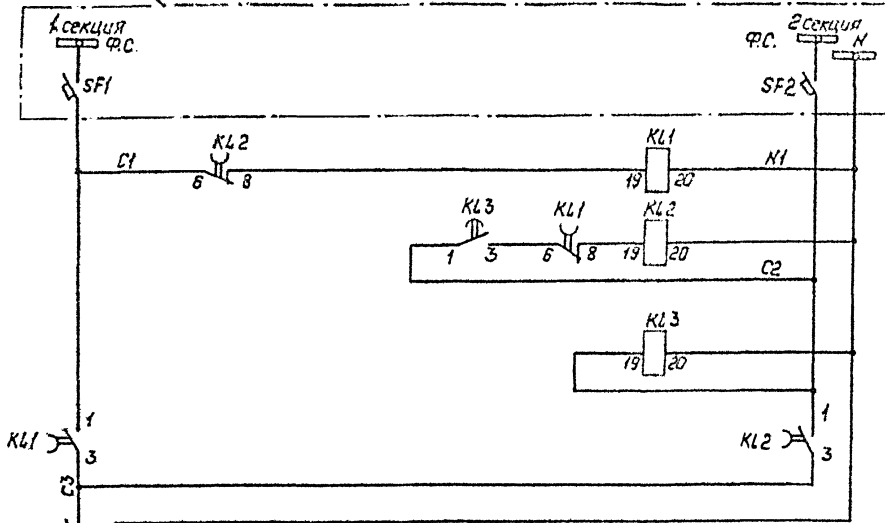 1 секция
Ф.С.
2 секция
Ф.С.
N
SF1
SF2
KL2
C1
6
8
KL1
19
20
N1
KL3
1
3
KL1
6
8
KL2
19
20
C2
KL3
19
20
KL1
1
3
KL2
1
3
C3